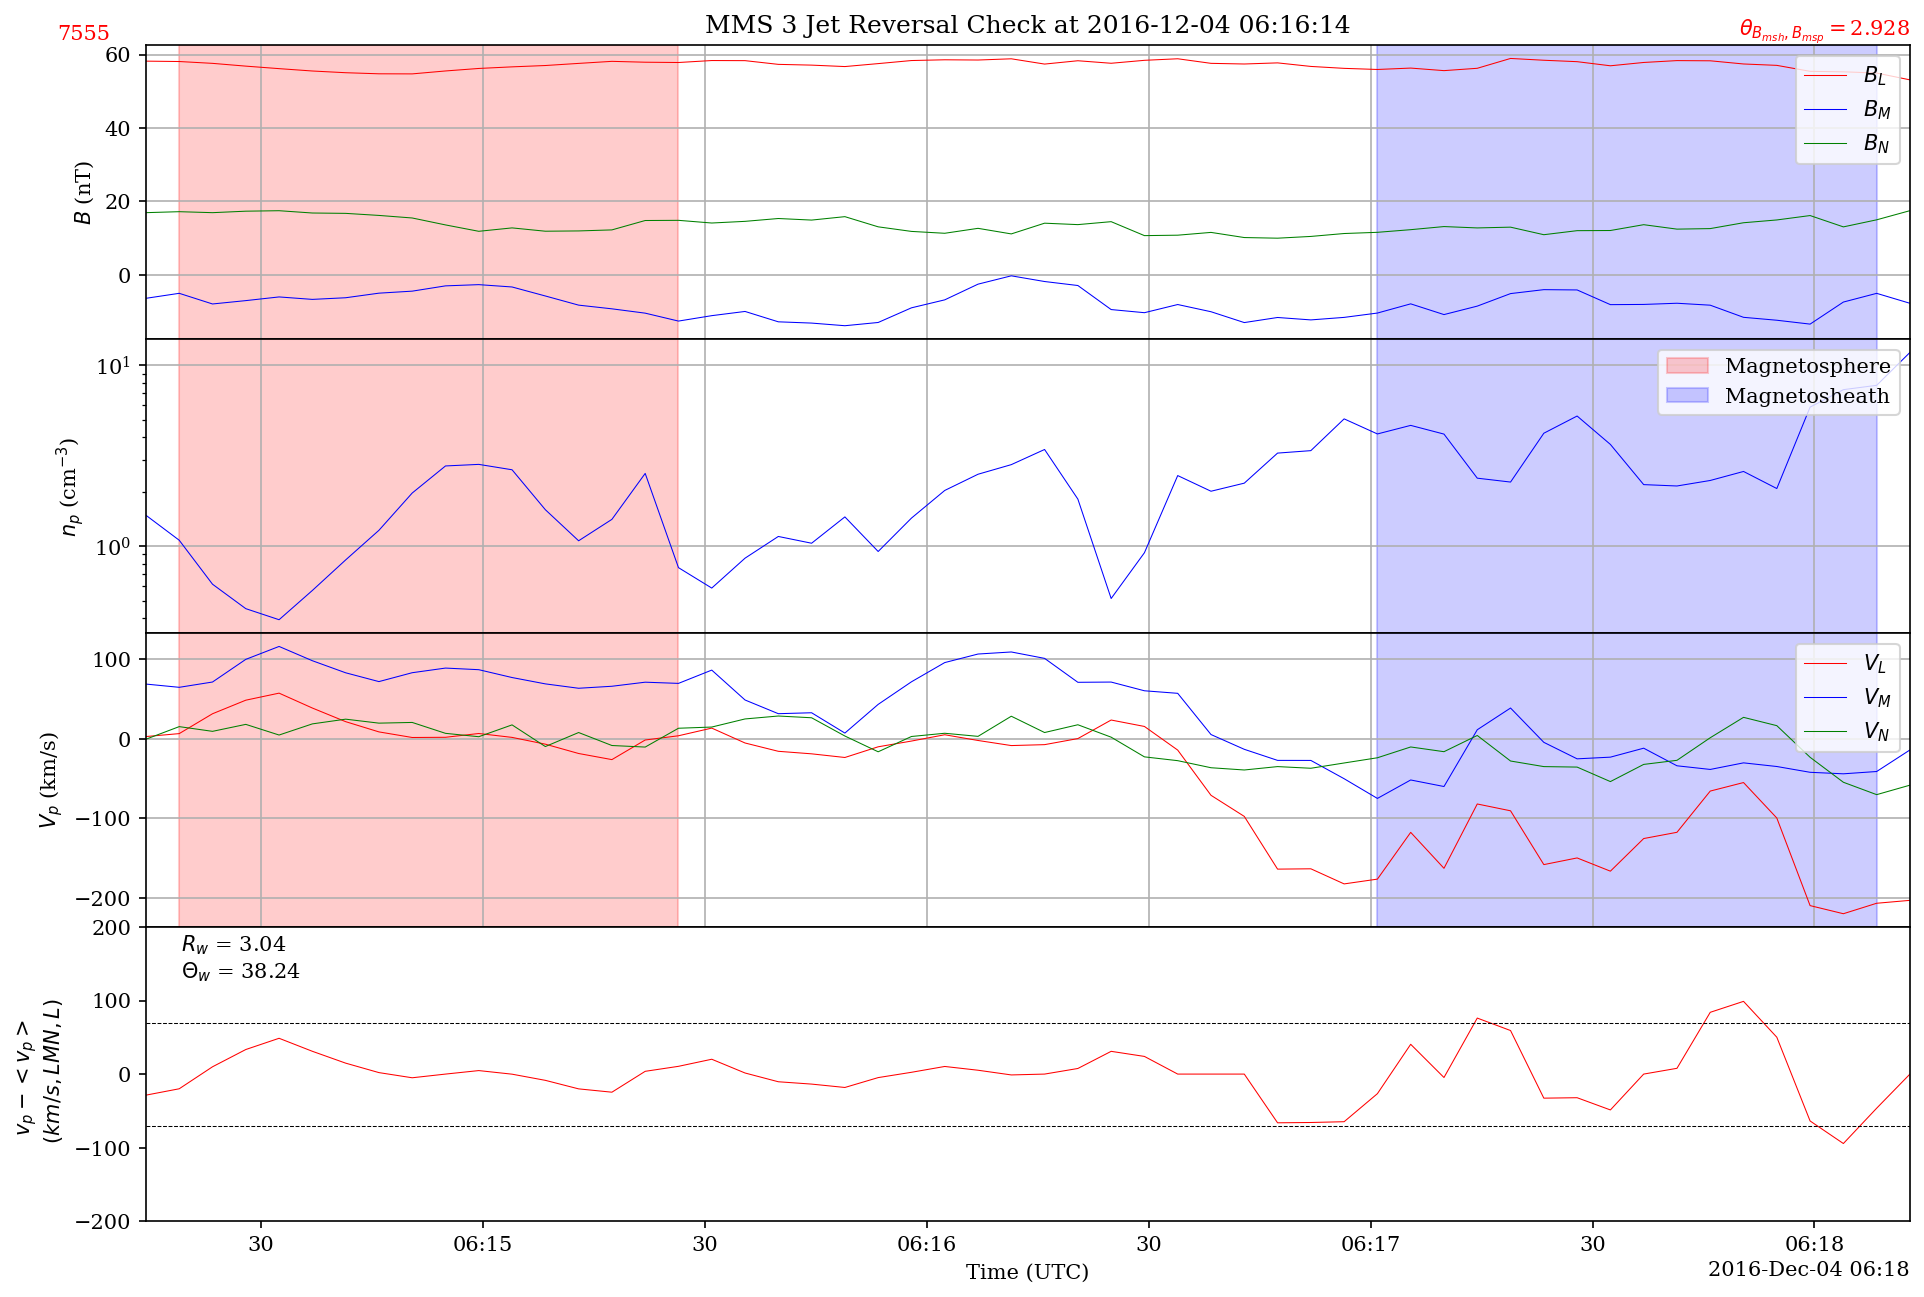 MMS 3 Jet Reversal Check at 2016-12-04 06:16:14
7555
θ_{B_{msh}, B_{msp}} = 2.928
60
40
20
0
B (nT)
B_L
B_M
B_N
10^1
10^0
n_p (cm^{-3})
Magnetosphere
Magnetosheath
100
0
−100
−200
V_p (km/s)
V_L
V_M
V_N
200
100
0
−100
−200
v_p − < v_p >
(km/s, LMN, L)
R_w = 3.04
Θ_w = 38.24
30 06:15 30 06:16 30 06:17 30 06:18
Time (UTC)
2016-Dec-04 06:18